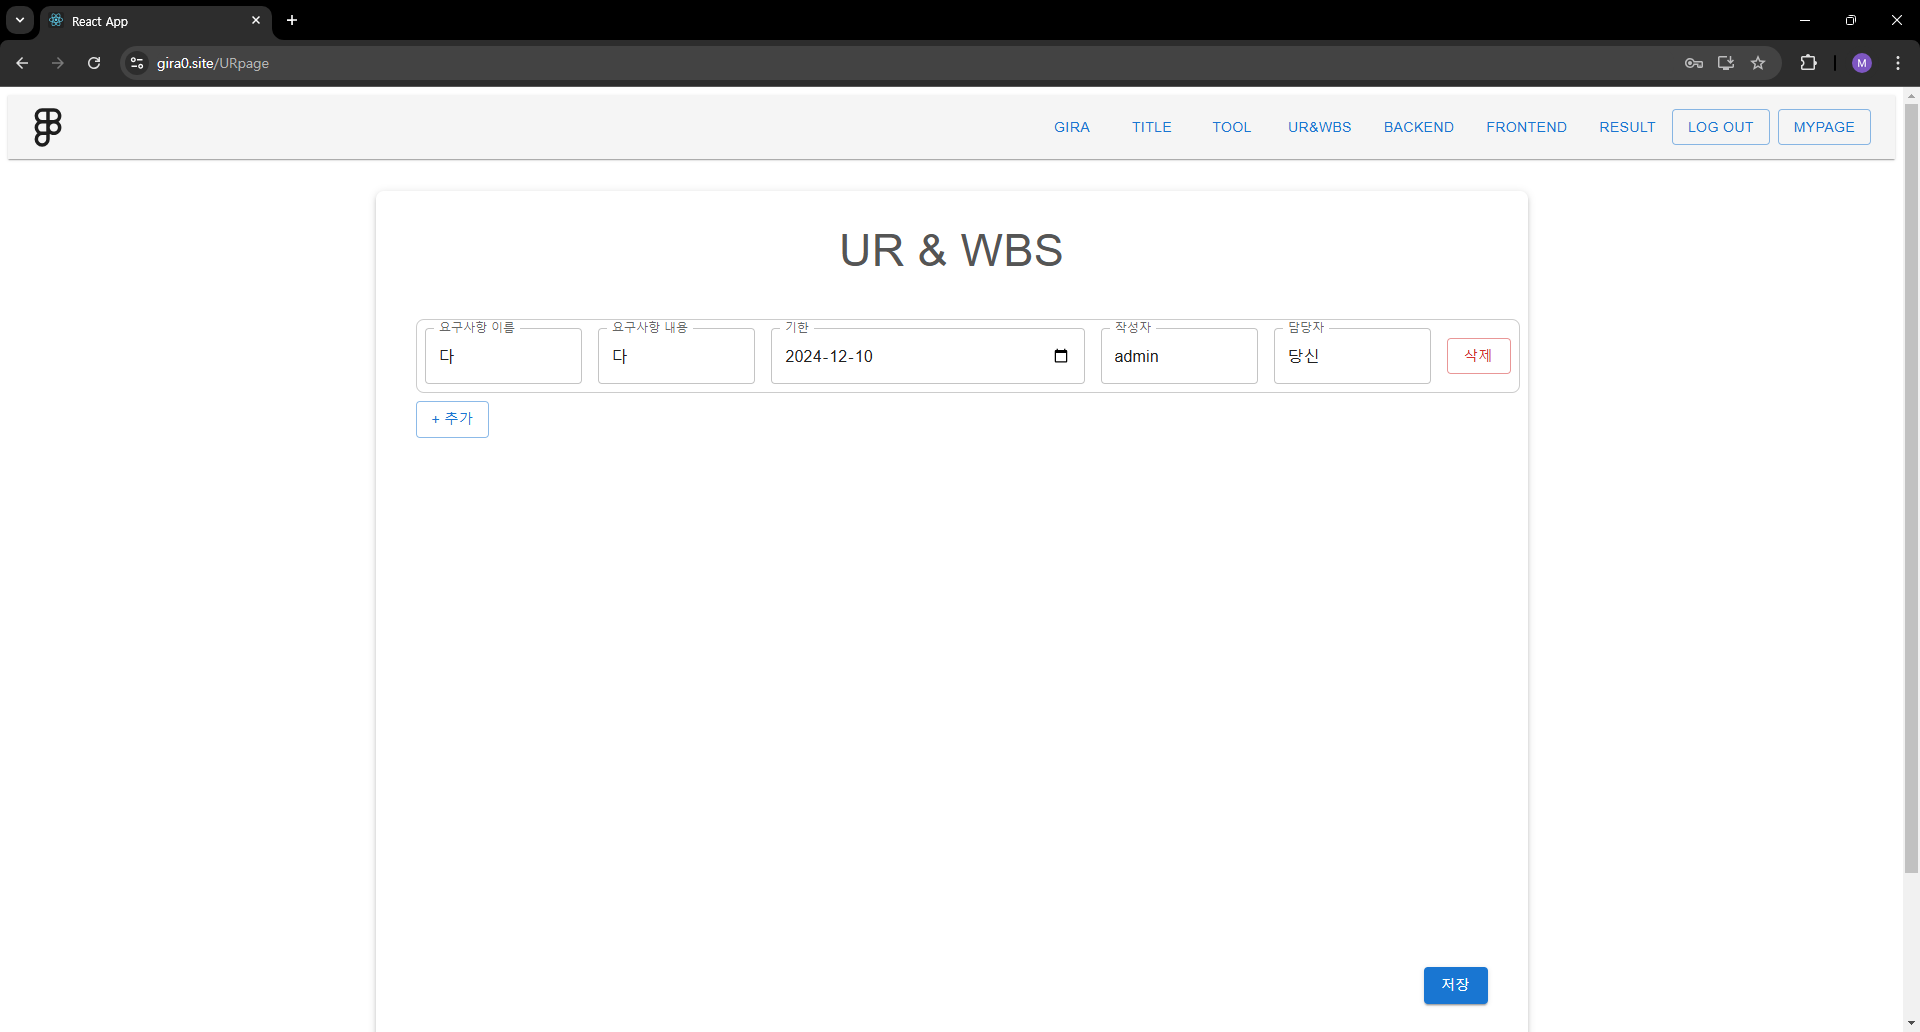 React App
gira0.site/URpage
M
GIRA TITLE TOOL UR&WBS BACKEND FRONTEND RESULT LOG OUT MYPAGE
UR & WBS
요구사항 이름 요구사항 내용 기한 작성자 담당자
다 다 2024-12-10 admin 당신 삭제
+ 추가
저장